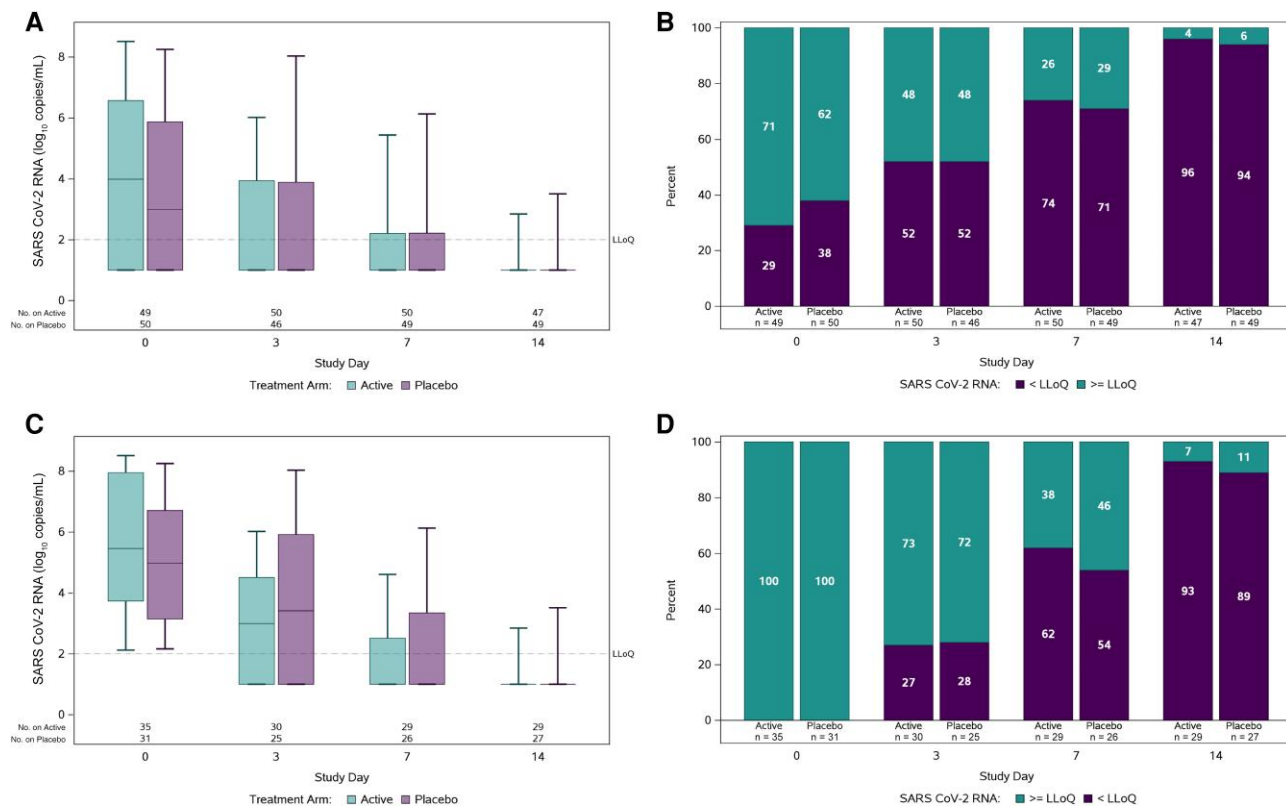 A
SARS CoV-2 RNA (log10 copies/mL)
8
6
4
2
0
LLoQ
No. on Active 49 50 50 47
No. on Placebo 50 46 49 49
0 3 7 14
Study Day
Treatment Arm: Active Placebo
B
Percent
100
80
60
40
20
0
71 62 48 48 26 29 4 6
29 38 52 52 74 71 96 94
Active Placebo Active Placebo Active Placebo Active Placebo
n = 49 n = 50 n = 50 n = 46 n = 50 n = 49 n = 47 n = 49
0 3 7 14
Study Day
SARS CoV-2 RNA: < LLoQ >= LLoQ
C
SARS CoV-2 RNA (log10 copies/mL)
8
6
4
2
0
LLoQ
No. on Active 35 30 29 29
No. on Placebo 31 25 26 27
0 3 7 14
Study Day
Treatment Arm: Active Placebo
D
Percent
100
80
60
40
20
0
100 100 73 72 38 46 7 11
27 28 62 54 93 89
Active Placebo Active Placebo Active Placebo Active Placebo
n = 35 n = 31 n = 30 n = 25 n = 29 n = 26 n = 29 n = 27
0 3 7 14
Study Day
SARS CoV-2 RNA: >= LLoQ < LLoQ